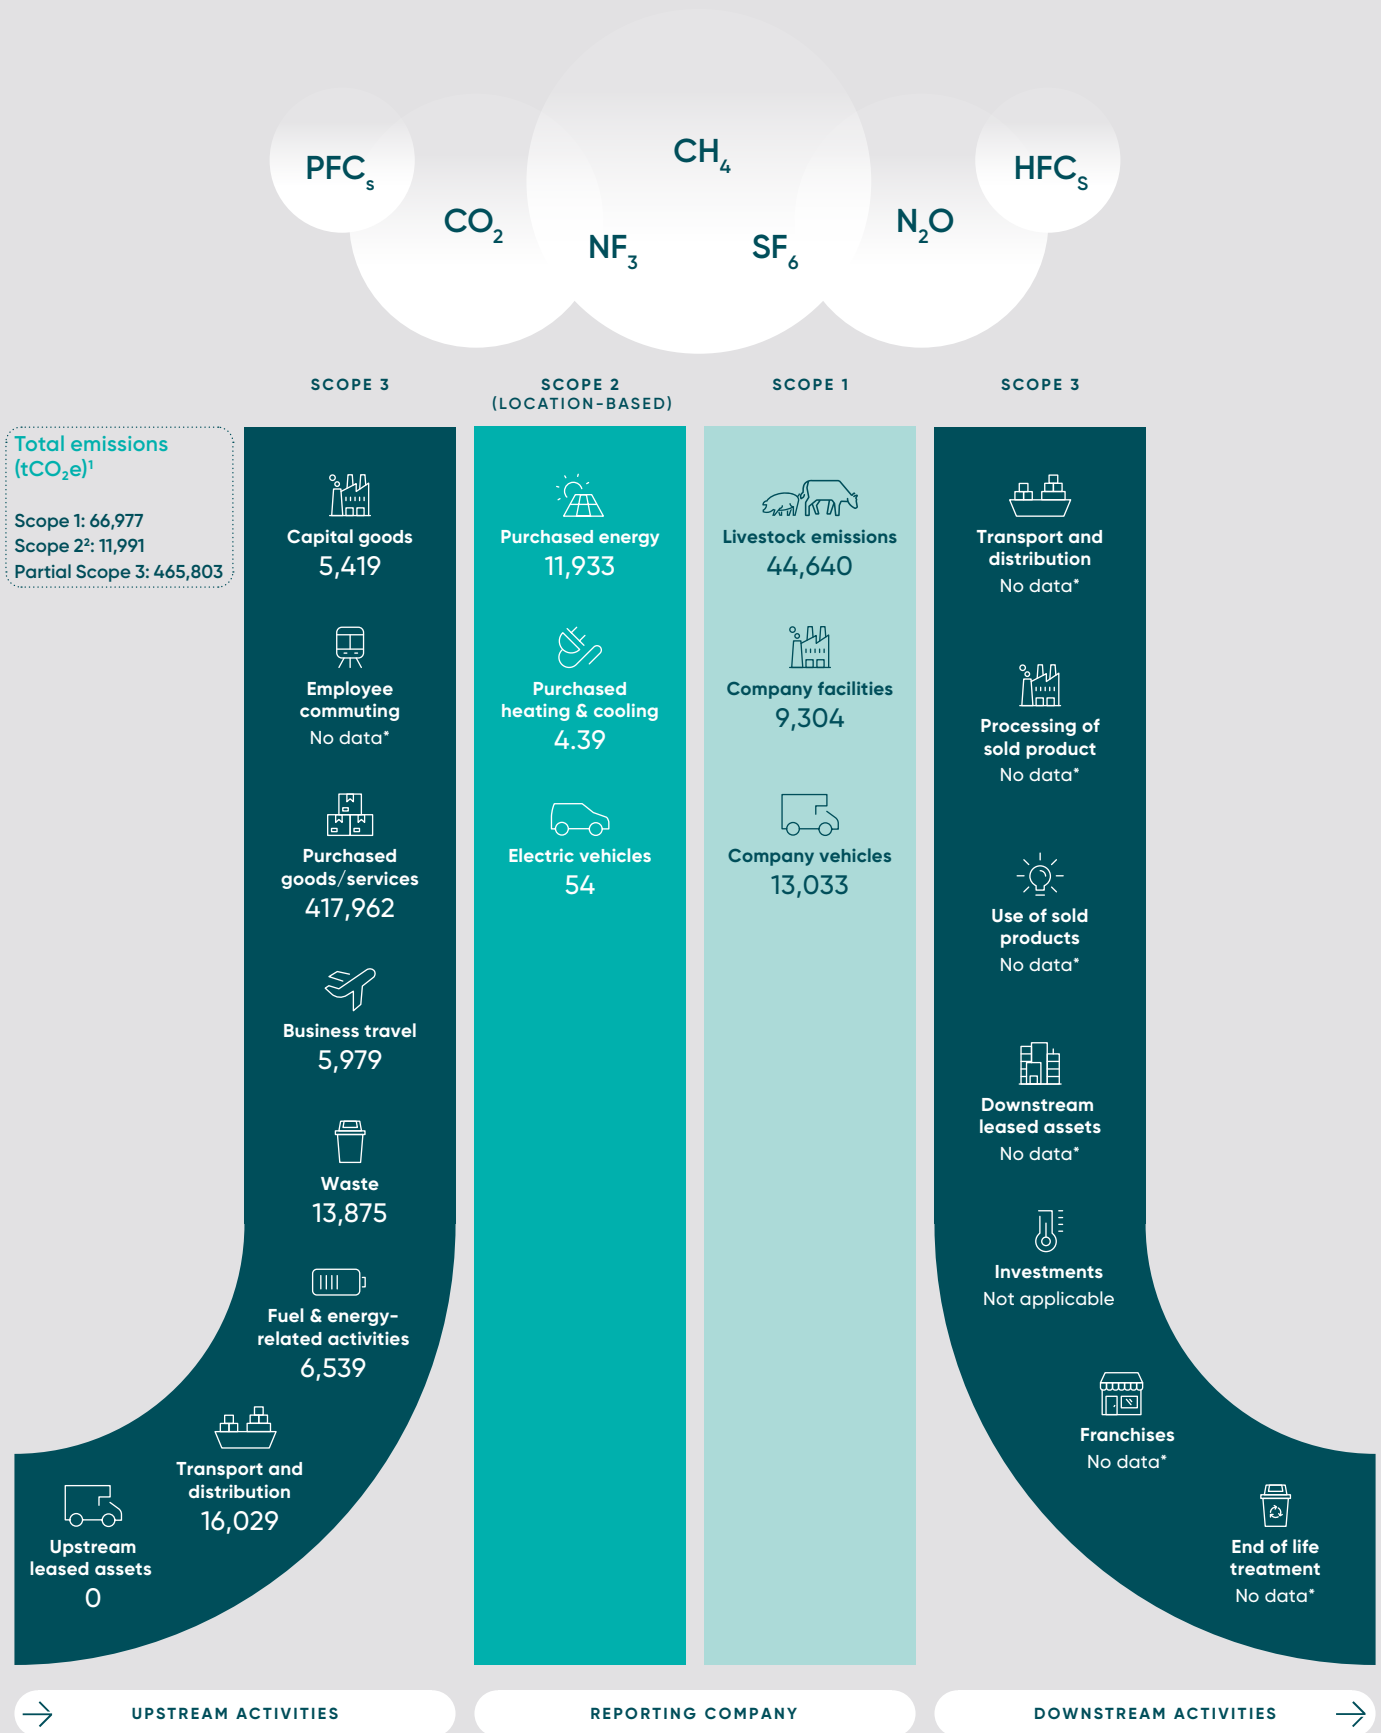 PFCs
CH₄
HFCs
CO₂
N₂O
NF₃
SF₆
SCOPE 3
SCOPE 2
(LOCATION-BASED)
SCOPE 1
SCOPE 3
Total emissions
(tCO₂e)¹
Scope 1: 66,977
Scope 2²: 11,991
Partial Scope 3: 465,803
Capital goods
5,419
Employee
commuting
No data*
Purchased
goods/services
417,962
Business travel
5,979
Waste
13,875
Fuel & energy-
related activities
6,539
Transport and
distribution
16,029
Upstream
leased assets
0
Purchased energy
11,933
Purchased
heating & cooling
4.39
Electric vehicles
54
Livestock emissions
44,640
Company facilities
9,304
Company vehicles
13,033
Transport and
distribution
No data*
Processing of
sold product
No data*
Use of sold
products
No data*
Downstream
leased assets
No data*
Investments
Not applicable
Franchises
No data*
End of life
treatment
No data*
UPSTREAM ACTIVITIES
REPORTING COMPANY
DOWNSTREAM ACTIVITIES